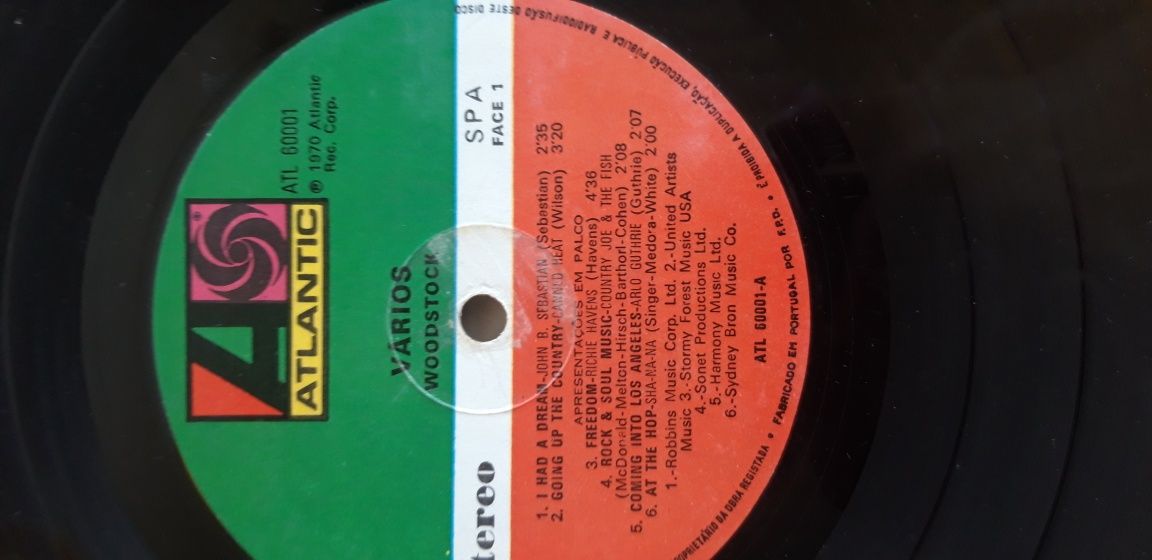 ATLANTIC
®
ATL 60001
℗ 1970 Atlantic
Rec. Corp.
VÁRIOS
WOODSTOCK
SPA
FACE 1
1. I HAD A DREAM-JOHN B. SEBASTIAN (Sebastian) 2'35
2. GOING UP THE COUNTRY-CANNED HEAT (Wilson) 3'20
APRESENTAÇÕES EM PALCO
3. FREEDOM-RICHIE HAVENS (Havens) 4'36
4. ROCK & SOUL MUSIC-COUNTRY JOE & THE FISH
(McDonald-Melton-Hirsch-Barthorl-Cohen) 2'08
5. COMING INTO LOS ANGELES-ARLO GUTHRIE (Guthrie) 2'07
6. AT THE HOP-SHA-NA-NA (Singer-Medora-White) 2'00
1.-Robbins Music Corp. Ltd. 2.-United Artists
Music 3.-Stormy Forest Music USA
4.-Sonet Productions Ltd.
5.-Harmony Music Ltd.
6.-Sydney Bron Music Co.
ATL 60001-A
DA OBRA REGISTADA • FABRICADO EM PORTUGAL POR F.P.D. • É PROIBIDA A DUPLICAÇÃO, EXECUÇÃO PÚBLICA E RADIODIFUSÃO DESTE DISCO